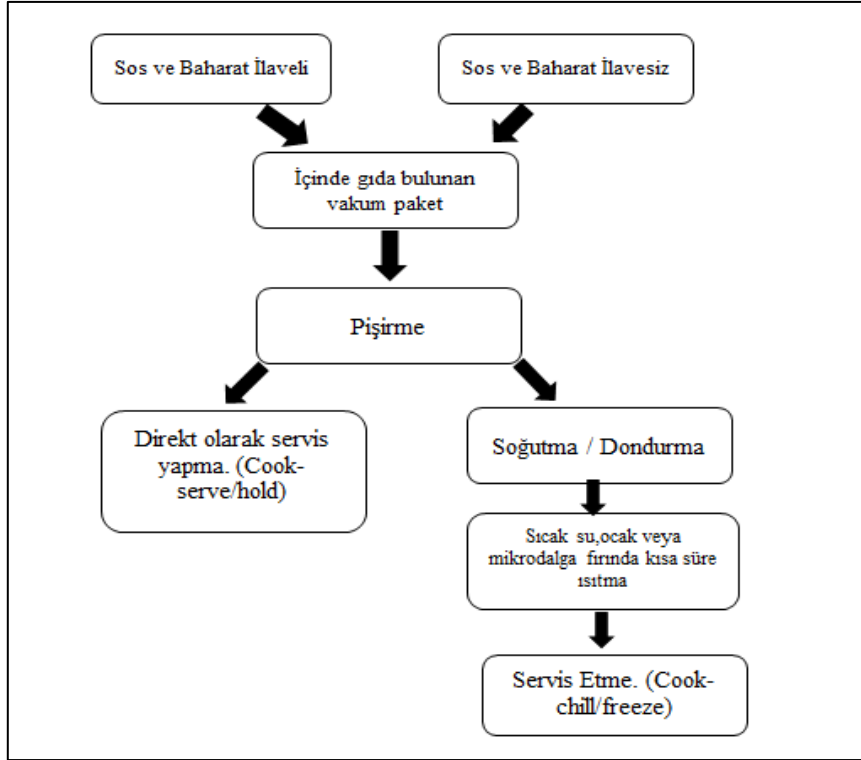 Sos ve Baharat İlaveli
Sos ve Baharat İlavesiz
İçinde gıda bulunan
vakum paket
Pişirme
Direkt olarak servis
yapma. (Cook-
serve/hold)
Soğutma / Dondurma
Sıcak su,ocak veya
mikrodalga fırında kısa süre
ısıtma
Servis Etme. (Cook-
chill/freeze)